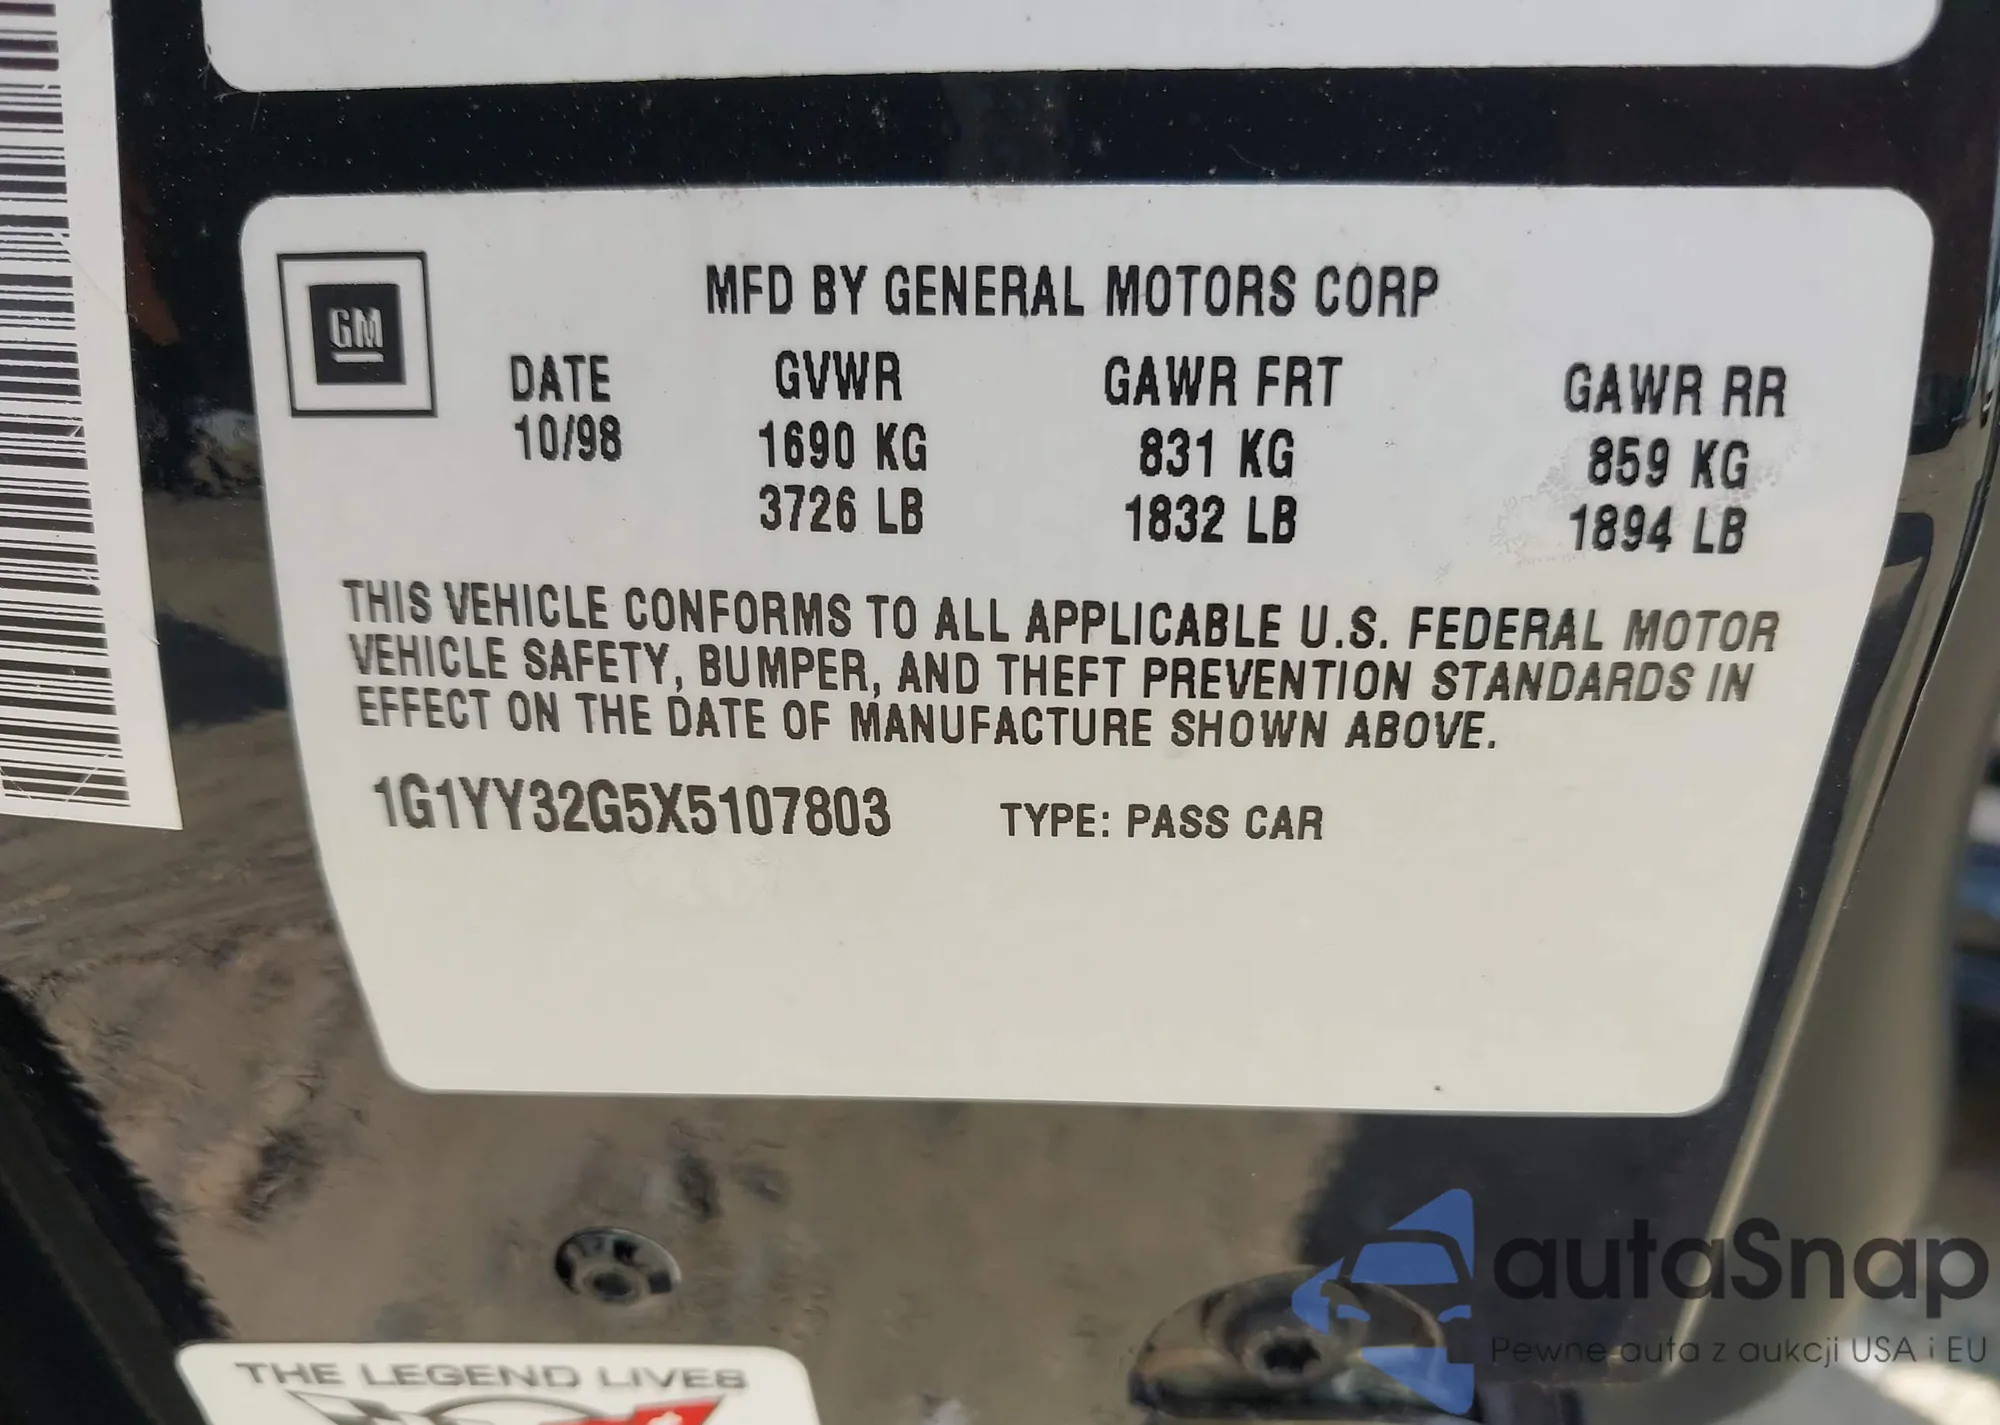 GM
MFD BY GENERAL MOTORS CORP
DATE GVWR GAWR FRT GAWR RR
10/98 1690 KG 831 KG 859 KG
3726 LB 1832 LB 1894 LB
THIS VEHICLE CONFORMS TO ALL APPLICABLE U.S. FEDERAL MOTOR
VEHICLE SAFETY, BUMPER, AND THEFT PREVENTION STANDARDS IN
EFFECT ON THE DATE OF MANUFACTURE SHOWN ABOVE.
1G1YY32G5X5107803 TYPE: PASS CAR
THE LEGEND LIVES
autaSnap
Pewne auta z aukcji USA i EU